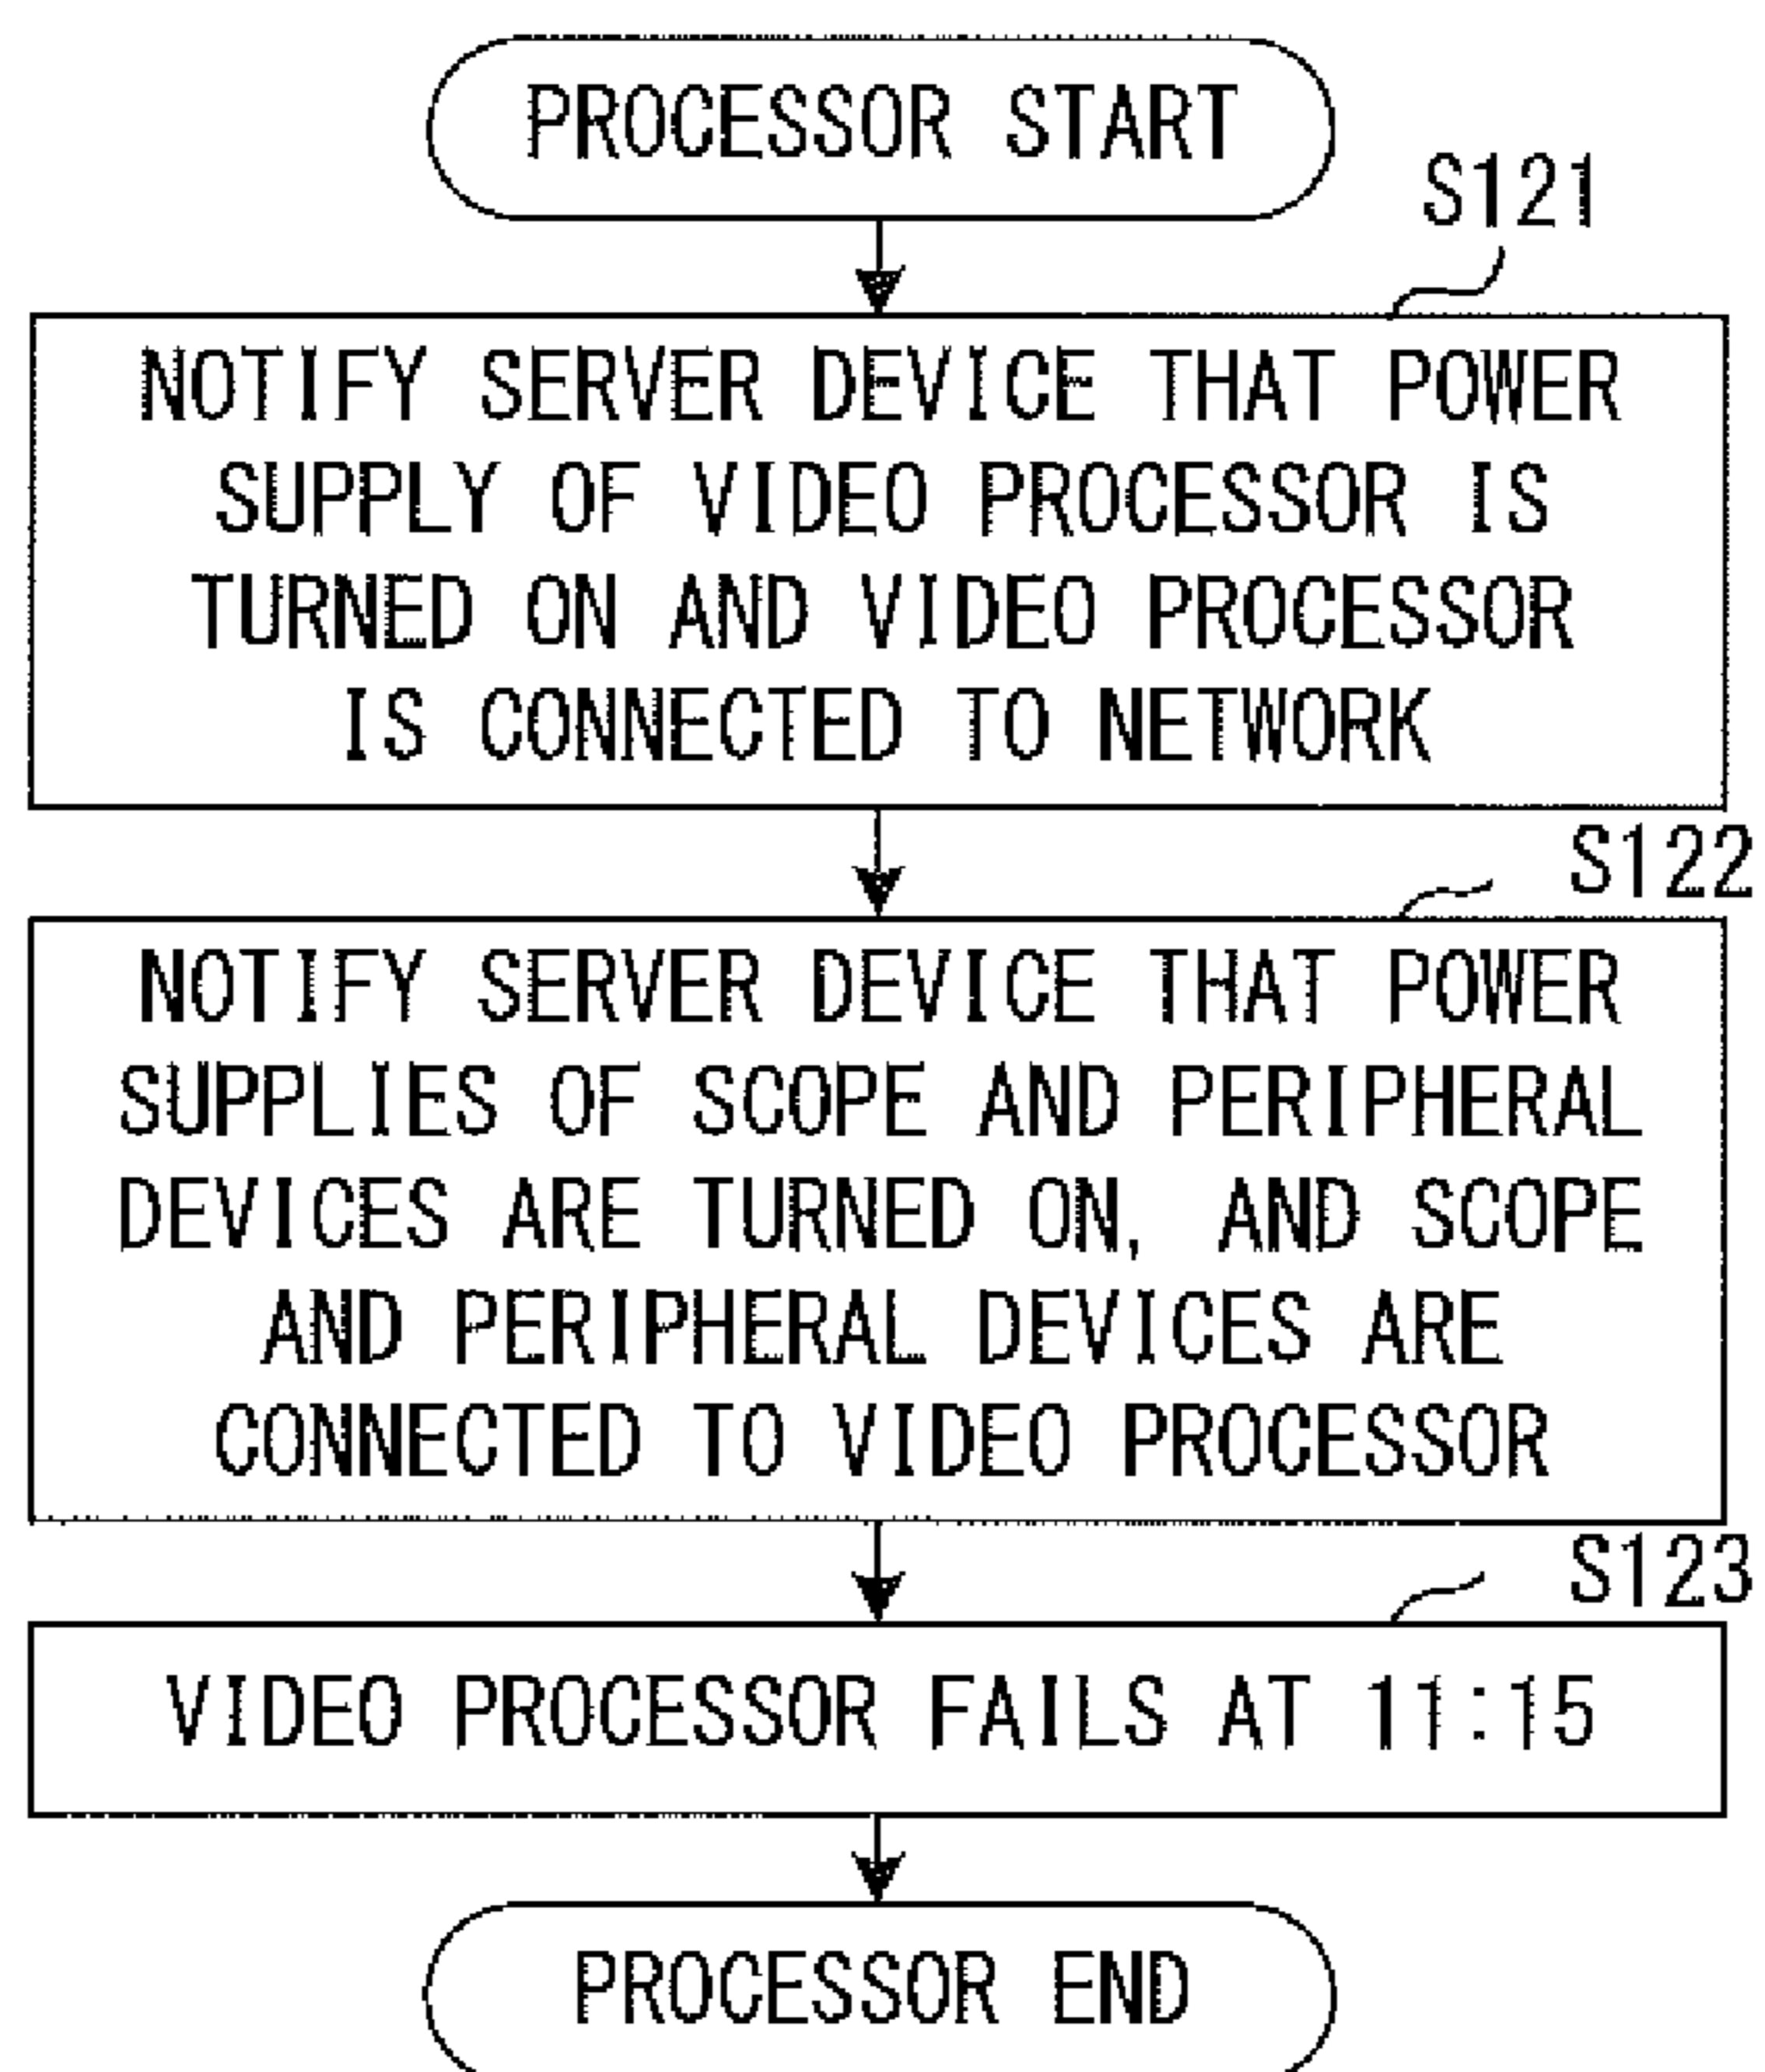 PROCESSOR START
S121
NOTIFY SERVER DEVICE THAT POWER
SUPPLY OF VIDEO PROCESSOR IS
TURNED ON AND VIDEO PROCESSOR
IS CONNECTED TO NETWORK
S122
NOTIFY SERVER DEVICE THAT POWER
SUPPLIES OF SCOPE AND PERIPHERAL
DEVICES ARE TURNED ON, AND SCOPE
AND PERIPHERAL DEVICES ARE
CONNECTED TO VIDEO PROCESSOR
S123
VIDEO PROCESSOR FAILS AT 11:15
PROCESSOR END